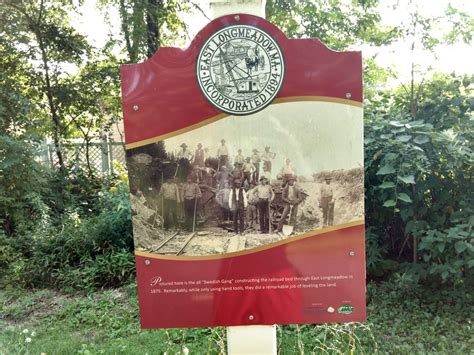 EAST LONGMEADOW, MA
INCORPORATED 1894
Pictured here is the all "Swedish Gang" constructing the railroad bed through East Longmeadow in
1875. Remarkably, while only using hand tools, they did a remarkable job of leveling the land.